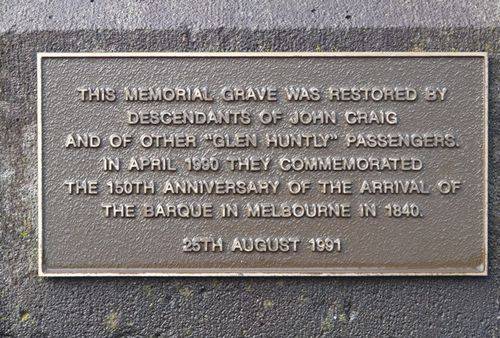 THIS MEMORIAL GRAVE WAS RESTORED BY
DESCENDANTS OF JOHN CRAIG
AND OF OTHER "GLEN HUNTLY" PASSENGERS.
IN APRIL 1990 THEY COMMEMORATED
THE 150TH ANNIVERSARY OF THE ARRIVAL OF
THE BARQUE IN MELBOURNE IN 1840.
25TH AUGUST 1991